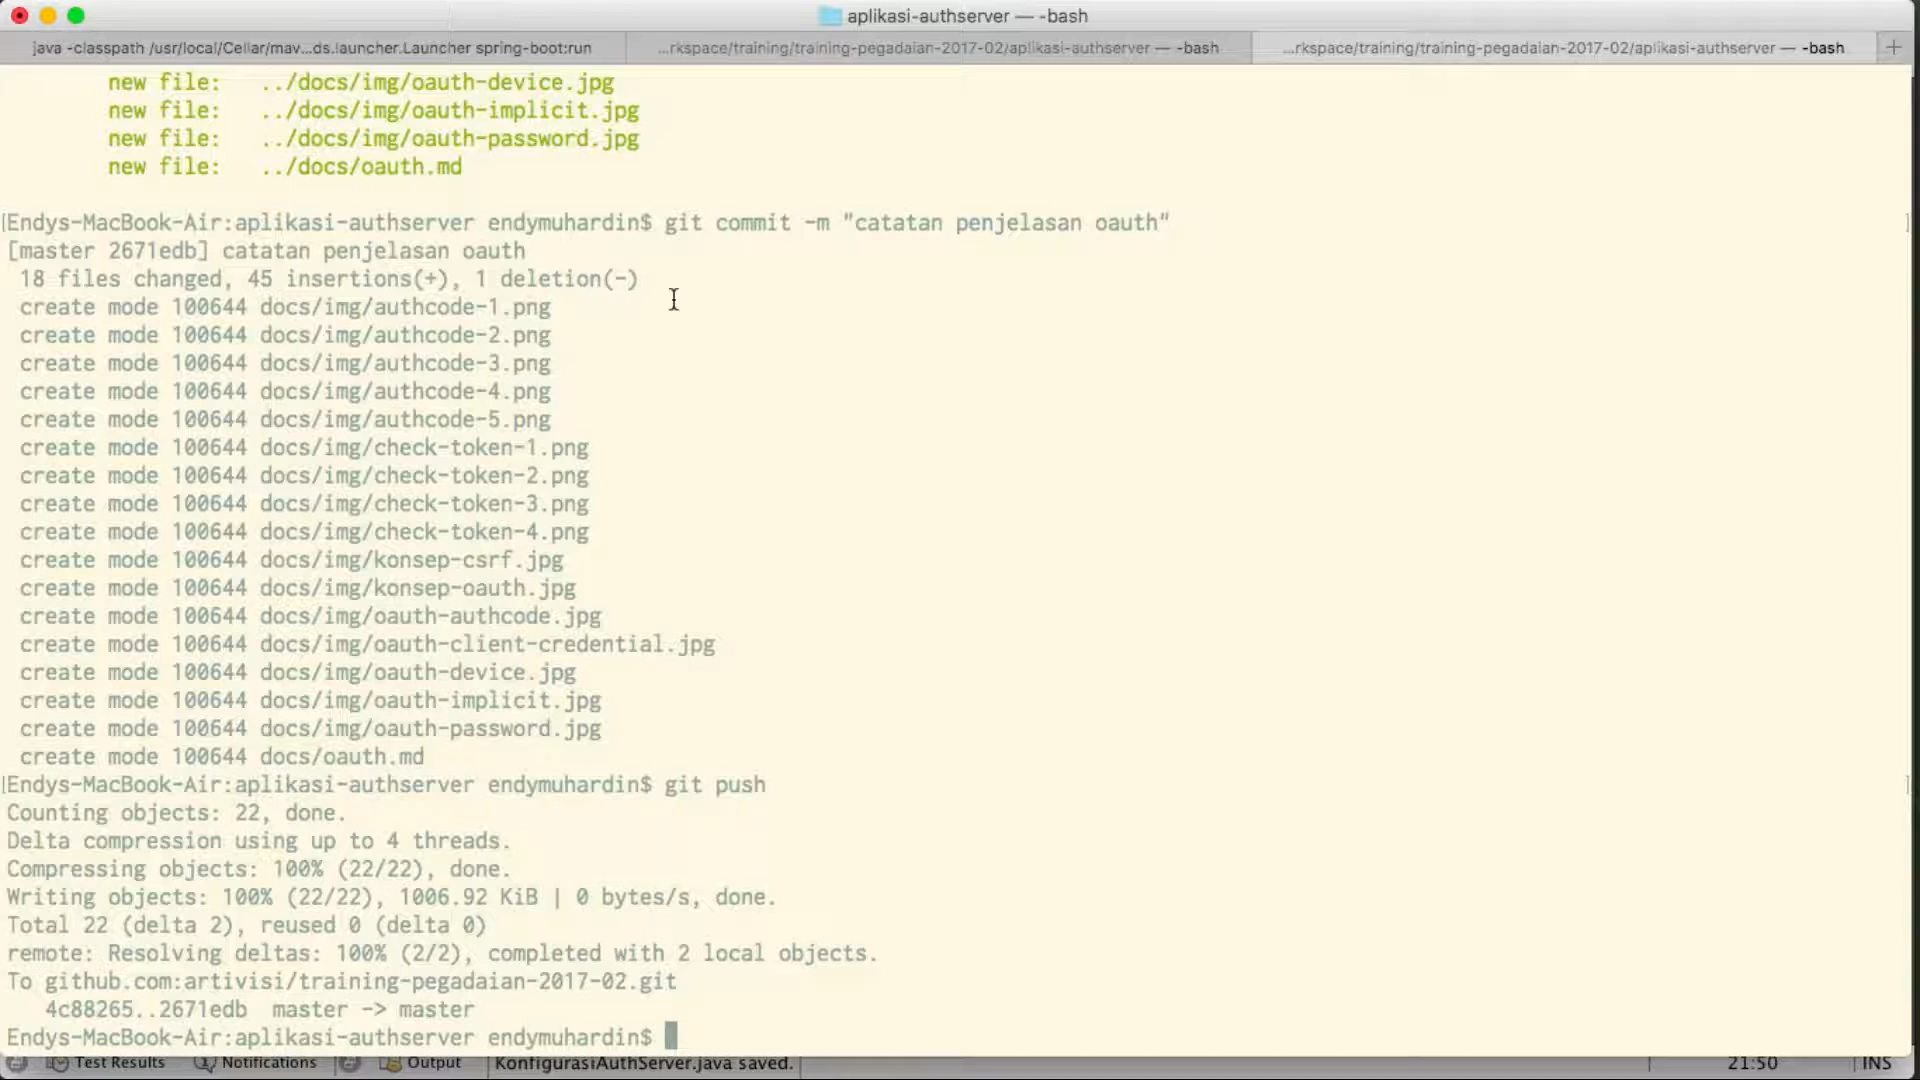 aplikasi-authserver — -bash
java -classpath /usr/local/Cellar/mav...ds.launcher.Launcher spring-boot:run
...rkspace/training/training-pegadaian-2017-02/aplikasi-authserver — -bash
...rkspace/training/training-pegadaian-2017-02/aplikasi-authserver — -bash
new file:   ../docs/img/oauth-device.jpg
new file:   ../docs/img/oauth-implicit.jpg
new file:   ../docs/img/oauth-password.jpg
new file:   ../docs/oauth.md
[Endys-MacBook-Air:aplikasi-authserver endymuhardin$ git commit -m "catatan penjelasan oauth" ]
[master 2671edb] catatan penjelasan oauth
18 files changed, 45 insertions(+), 1 deletion(-)
create mode 100644 docs/img/authcode-1.png
create mode 100644 docs/img/authcode-2.png
create mode 100644 docs/img/authcode-3.png
create mode 100644 docs/img/authcode-4.png
create mode 100644 docs/img/authcode-5.png
create mode 100644 docs/img/check-token-1.png
create mode 100644 docs/img/check-token-2.png
create mode 100644 docs/img/check-token-3.png
create mode 100644 docs/img/check-token-4.png
create mode 100644 docs/img/konsep-csrf.jpg
create mode 100644 docs/img/konsep-oauth.jpg
create mode 100644 docs/img/oauth-authcode.jpg
create mode 100644 docs/img/oauth-client-credential.jpg
create mode 100644 docs/img/oauth-device.jpg
create mode 100644 docs/img/oauth-implicit.jpg
create mode 100644 docs/img/oauth-password.jpg
create mode 100644 docs/oauth.md
[Endys-MacBook-Air:aplikasi-authserver endymuhardin$ git push ]
Counting objects: 22, done.
Delta compression using up to 4 threads.
Compressing objects: 100% (22/22), done.
Writing objects: 100% (22/22), 1006.92 KiB | 0 bytes/s, done.
Total 22 (delta 2), reused 0 (delta 0)
remote: Resolving deltas: 100% (2/2), completed with 2 local objects.
To github.com:artivisi/training-pegadaian-2017-02.git
4c88265..2671edb  master -> master
Endys-MacBook-Air:aplikasi-authserver endymuhardin$
Test Results   Notifications   Output   KonfigurasiAuthServer.java saved.   21:50   INS